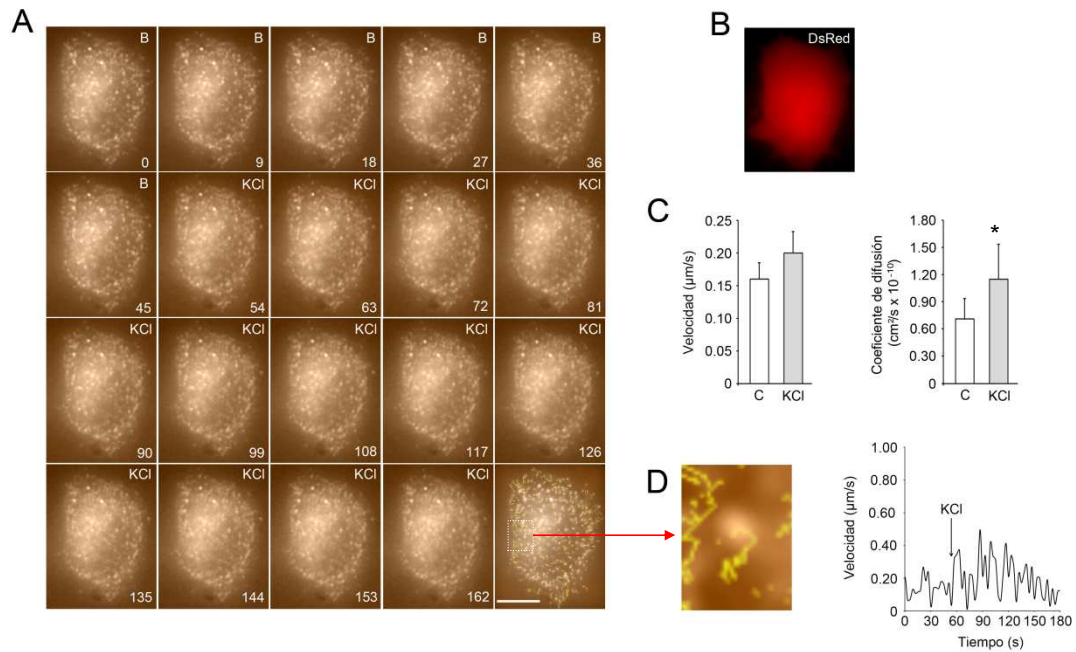 A
B B B B B
0 9 18 27 36
B KCl KCl KCl KCl
45 54 63 72 81
KCl KCl KCl KCl KCl
90 99 108 117 126
KCl KCl KCl KCl
135 144 153 162
B
DsRed
C
Velocidad (µm/s)
0.25
0.20
0.15
0.10
0.05
0
C KCl
Coeficiente de difusión
(cm²/s x 10⁻¹⁰)
1.80
1.50
1.20
0.90
0.60
0.30
0
*
C KCl
D
Velocidad (µm/s)
1.00
0.80
0.60
0.40
0.20
0
KCl
0 30 60 90 120 150 180
Tiempo (s)